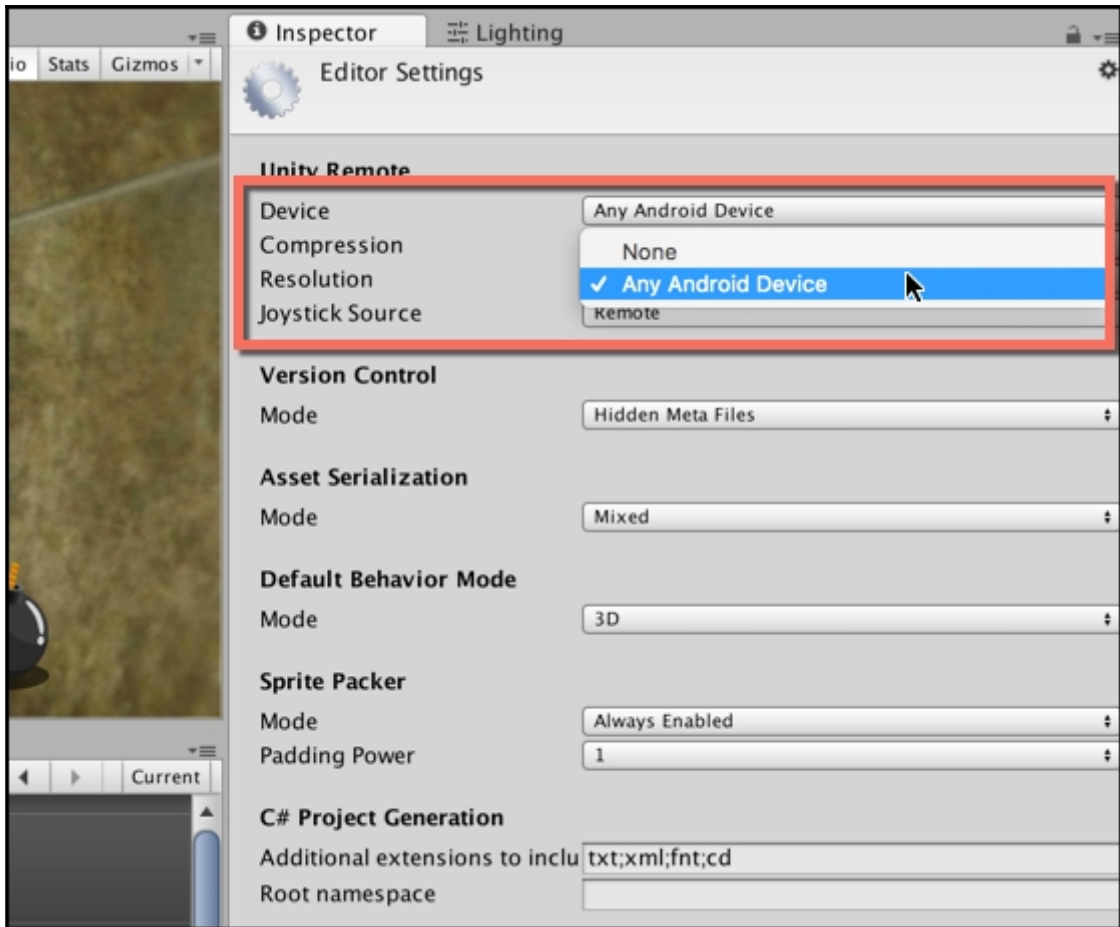 Inspector
Lighting
io Stats Gizmos
Editor Settings
Unity Remote
Device Any Android Device
Compression
None
Resolution
✓ Any Android Device
Joystick Source Remote
Version Control
Mode Hidden Meta Files
Asset Serialization
Mode Mixed
Default Behavior Mode
Mode 3D
Sprite Packer
Mode Always Enabled
Padding Power 1
Current
C# Project Generation
Additional extensions to inclu txt;xml;fnt;cd
Root namespace